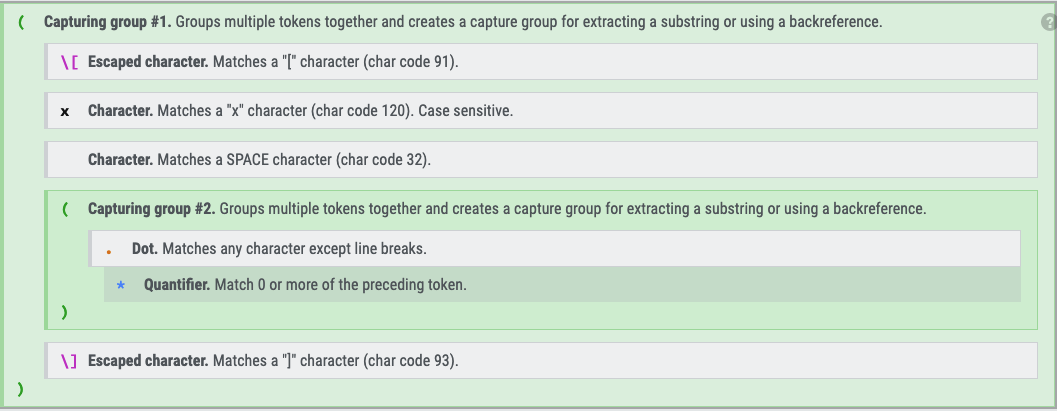 ( Capturing group #1. Groups multiple tokens together and creates a capture group for extracting a substring or using a backreference. ?
\[ Escaped character. Matches a "[" character (char code 91).
x Character. Matches a "x" character (char code 120). Case sensitive.
Character. Matches a SPACE character (char code 32).
( Capturing group #2. Groups multiple tokens together and creates a capture group for extracting a substring or using a backreference.
. Dot. Matches any character except line breaks.
* Quantifier. Match 0 or more of the preceding token.
)
\] Escaped character. Matches a "]" character (char code 93).
)